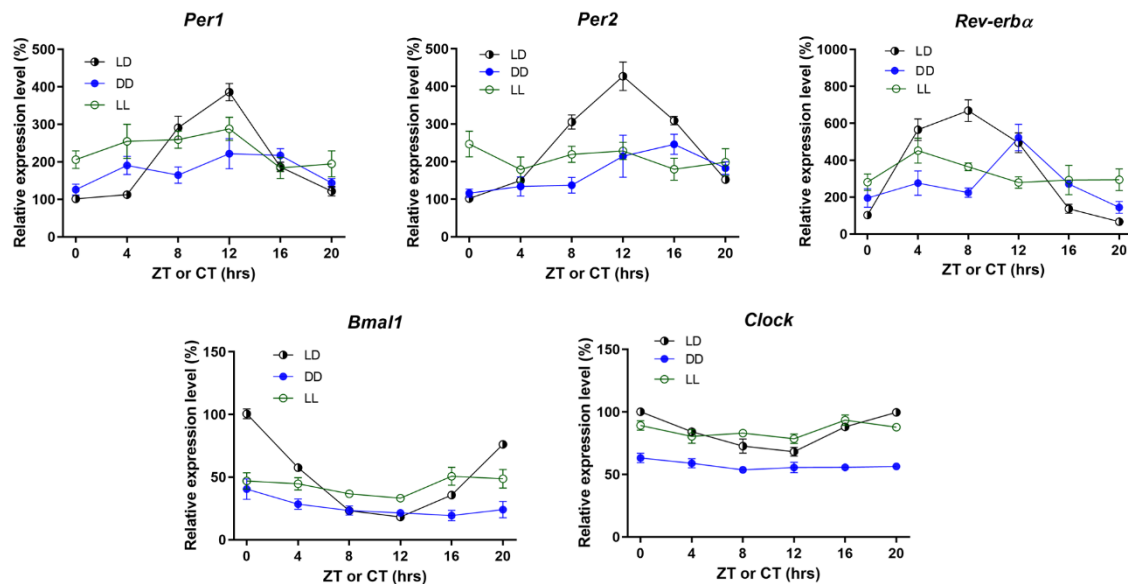 Per1
Relative expression level (%)
500
400
300
200
100
0
LD
DD
LL
0 4 8 12 16 20
ZT or CT (hrs)
Per2
Relative expression level (%)
500
400
300
200
100
0
LD
DD
LL
0 4 8 12 16 20
ZT or CT (hrs)
Rev-erbα
Relative expression level (%)
1000
800
600
400
200
0
LD
DD
LL
0 4 8 12 16 20
ZT or CT (hrs)
Bmal1
Relative expression level (%)
150
100
50
0
LD
DD
LL
0 4 8 12 16 20
ZT or CT (hrs)
Clock
Relative expression level (%)
150
100
50
0
LD
DD
LL
0 4 8 12 16 20
ZT or CT (hrs)